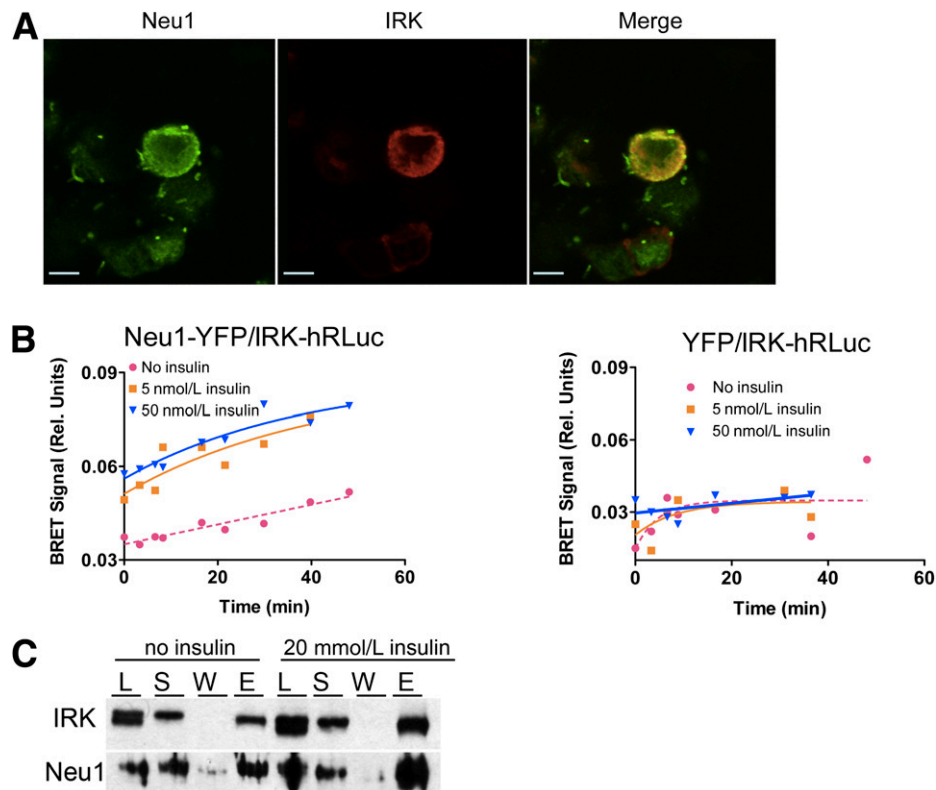 A
Neu1 IRK Merge
B
Neu1-YFP/IRK-hRLuc
BRET Signal (Rel. Units)
0.09
0.06
0.03
No insulin
5 nmol/L insulin
50 nmol/L insulin
0 20 40 60
Time (min)
YFP/IRK-hRLuc
BRET Signal (Rel. Units)
0.09
0.06
0.03
No insulin
5 nmol/L insulin
50 nmol/L insulin
0 20 40 60
Time (min)
C
no insulin 20 mmol/L insulin
L S W E L S W E
IRK
Neu1